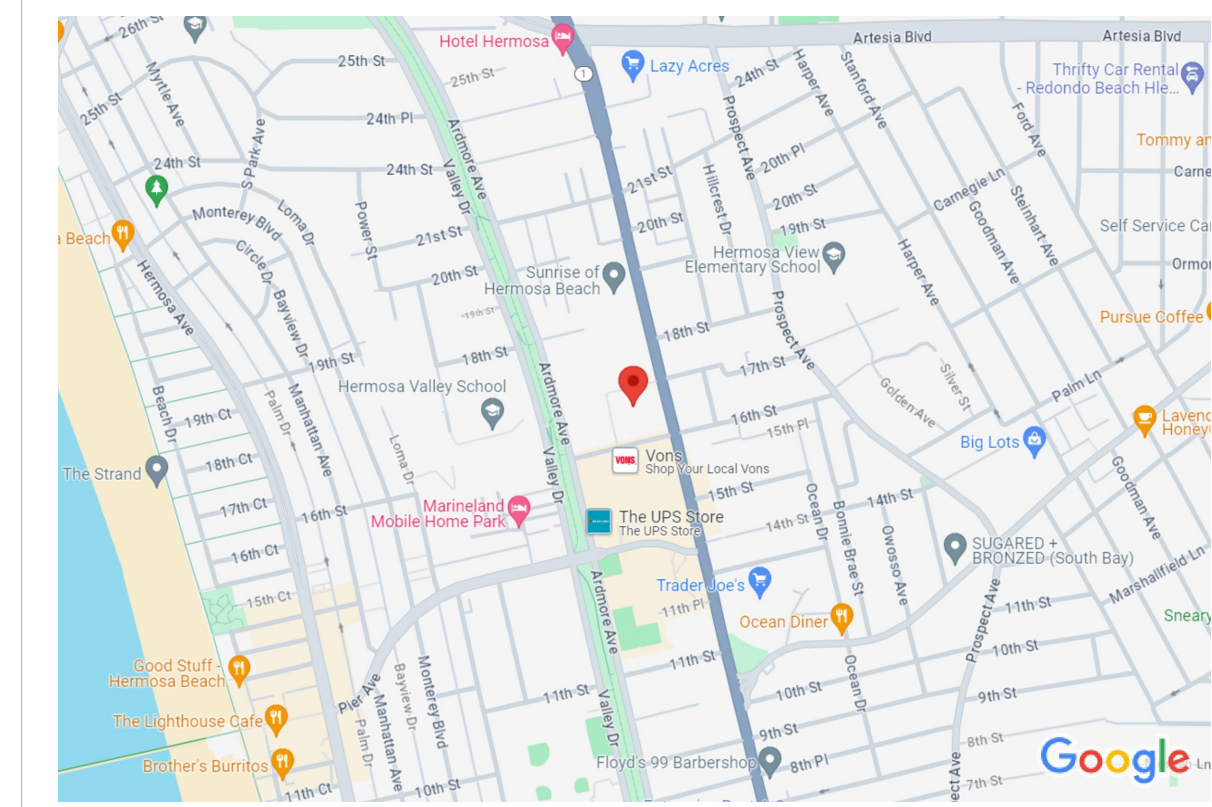 26th St
Hotel Hermosa
Artesia Blvd
Artesia Blvd
25th St
25th St
1
Lazy Acres
24th St
Harper Ave
Stanford Ave
Thrifty Car Rental
- Redondo Beach Hle...
Myrtle Ave
25th St
24th Pl
Ardmore Ave
Prospect Ave
Ford Ave
S Park Ave
24th St
24th St
Valley Dr
21st St
Hillcrest Dr
20th Pl
Tommy an
Carne
Carnegie Ln
Steinhart Ave
Goodman Ave
Monterey Blvd
Loma Dr
Power St
21st St
20th St
20th St
19th St
Self Service Car
a Beach
Circle Dr
Hermosa View
Elementary School
Harper Ave
Hermosa Ave
Bayview Dr
20th St
Sunrise of
Hermosa Beach
Ormon
19th St
Prospect Ave
Pursue Coffee
18th St
18th St
19th St
17th St
Hermosa Valley School
Ardmore Ave
Golden Ave
Silver St
Palm Ln
Beach Dr
19th Ct
Palm Dr
Manhattan Ave
16th St
15th Pl
Lavend
Honey
Loma Dr
Big Lots
VONS
Vons
Shop Your Local Vons
The Strand
18th Ct
Valley Dr
Goodman Ave
17th Ct
16th St
Marineland
Mobile Home Park
15th St
Ocean Dr
Bonnie Brae St
14th St
The UPS Store
The UPS Store
14th St
Owosso Ave
16th Ct
SUGARED +
BRONZED (South Bay)
Marshallfield Ln
15th Ct
Ardmore Ave
Trader Joe's
11th Pl
Prospect Ave
11th St
Sneary
Ocean Diner
Good Stuff -
Hermosa Beach
Pier Ave
Bayview Dr
Monterey Blvd
11th St
Ocean Dr
10th St
11th St
10th St
9th St
The Lighthouse Cafe
Palm Dr
Manhattan Ave
Valley Dr
9th St
8th St
Brother's Burritos
Floyd's 99 Barbershop
8th Pl
Google
Ln
11th Ct
10th St
ect Ave
7th St